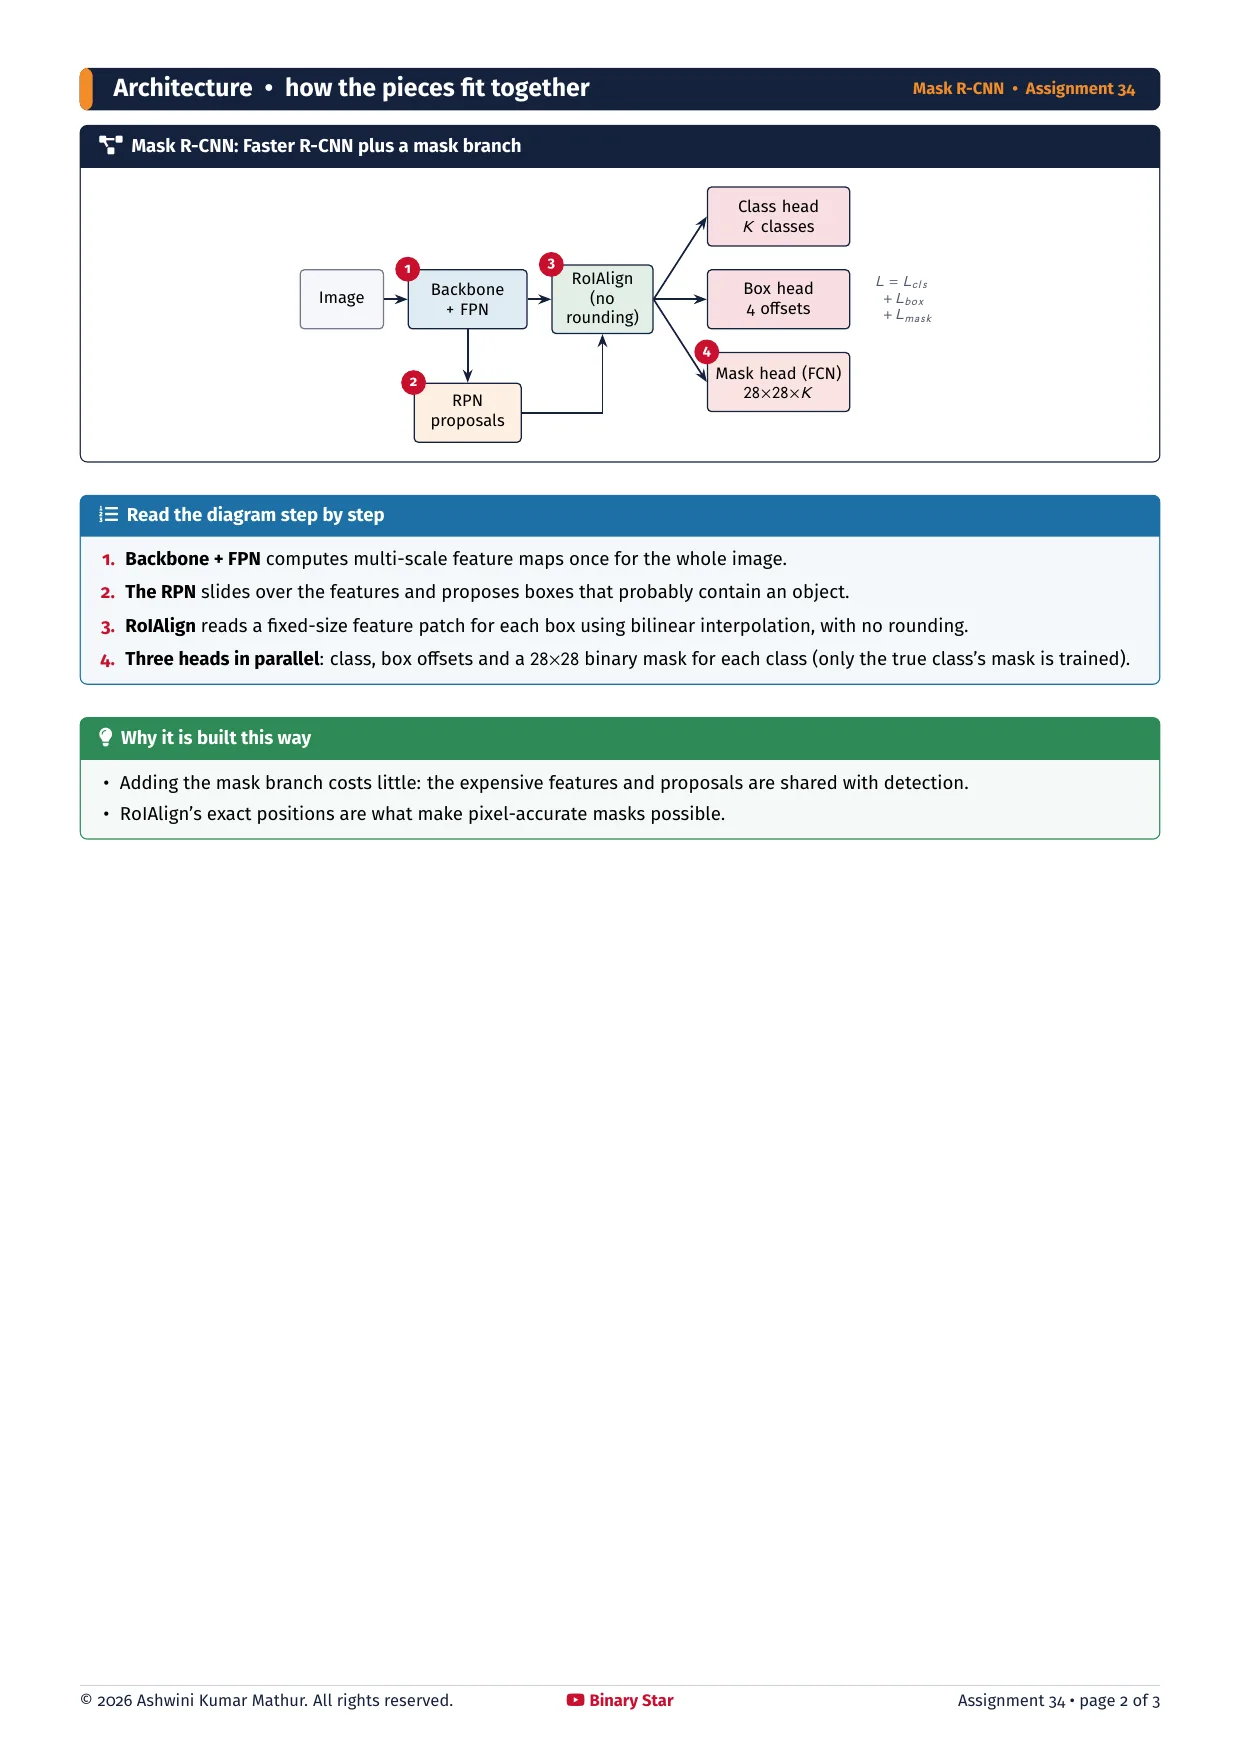 Architecture • how the pieces fit together
Mask R-CNN • Assignment 34
Mask R-CNN: Faster R-CNN plus a mask branch
Image
1
Backbone
+ FPN
2
RPN
proposals
3
RoIAlign
(no
rounding)
Class head
K classes
Box head
4 offsets
4
Mask head (FCN)
28×28×K
L = L_cls
+ L_box
+ L_mask
Read the diagram step by step
1. Backbone + FPN computes multi-scale feature maps once for the whole image.
2. The RPN slides over the features and proposes boxes that probably contain an object.
3. RoIAlign reads a fixed-size feature patch for each box using bilinear interpolation, with no rounding.
4. Three heads in parallel: class, box offsets and a 28×28 binary mask for each class (only the true class’s mask is trained).
Why it is built this way
• Adding the mask branch costs little: the expensive features and proposals are shared with detection.
• RoIAlign’s exact positions are what make pixel-accurate masks possible.
© 2026 Ashwini Kumar Mathur. All rights reserved.
Binary Star
Assignment 34 • page 2 of 3